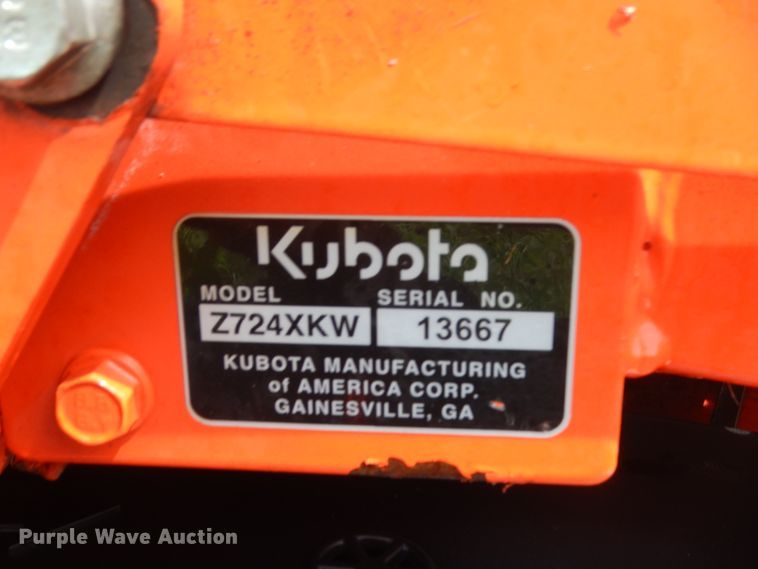 Kubota
MODEL SERIAL NO.
Z724XKW 13667
KUBOTA MANUFACTURING
of AMERICA CORP.
GAINESVILLE, GA
Purple Wave Auction